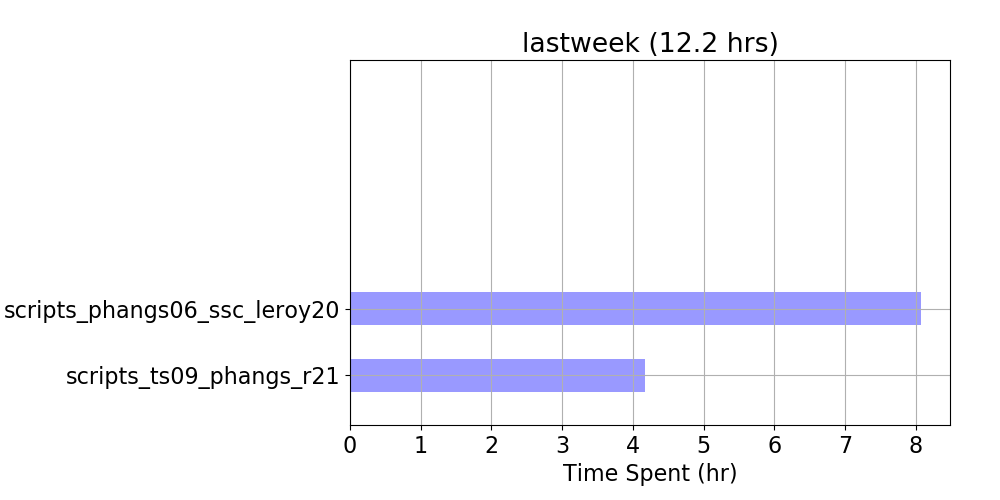 lastweek (12.2 hrs)
scripts_phangs06_ssc_leroy20
scripts_ts09_phangs_r21
0 1 2 3 4 5 6 7 8
Time Spent (hr)